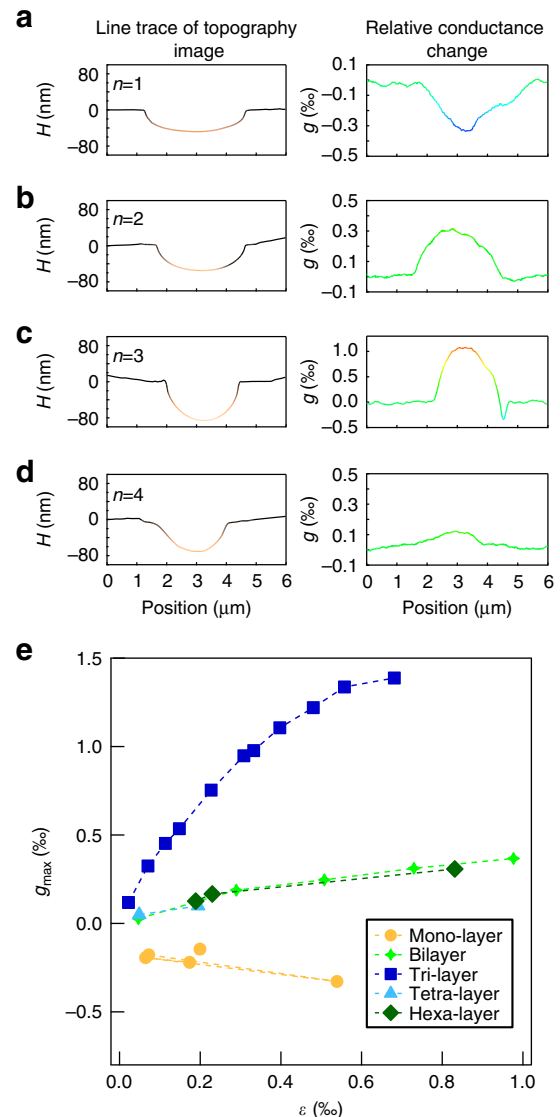 a
Line trace of topography image
Relative conductance change
80
40
0
−40
−80
H (nm)
n=1
0.1
−0.1
−0.3
−0.5
g (‰)
b
80
40
0
−80
H (nm)
n=2
0.5
0.3
0.1
−0.1
g (‰)
c
80
40
0
−80
H (nm)
n=3
1.0
0.5
0.0
−0.5
g (‰)
d
80
40
0
−80
H (nm)
n=4
0.5
0.3
0.1
−0.1
g (‰)
0 1 2 3 4 5 6
Position (μm)
0 1 2 3 4 5 6
Position (μm)
e
1.5
1.0
0.5
0.0
−0.5
gmax (‰)
Mono-layer
Bilayer
Tri-layer
Tetra-layer
Hexa-layer
0.0 0.2 0.4 0.6 0.8 1.0
ε (‰)